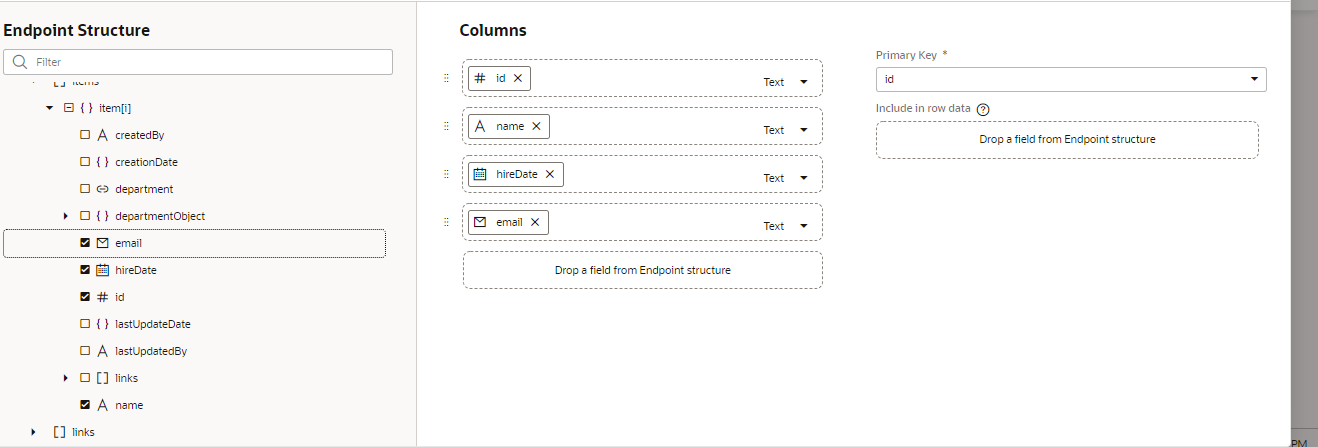 Endpoint Structure
Filter
items
item[i]
createdBy
creationDate
department
departmentObject
email
hireDate
id
lastUpdateDate
lastUpdatedBy
links
name
links
Columns
id Text
name Text
hireDate Text
email Text
Drop a field from Endpoint structure
Primary Key *
id
Include in row data
Drop a field from Endpoint structure
PM